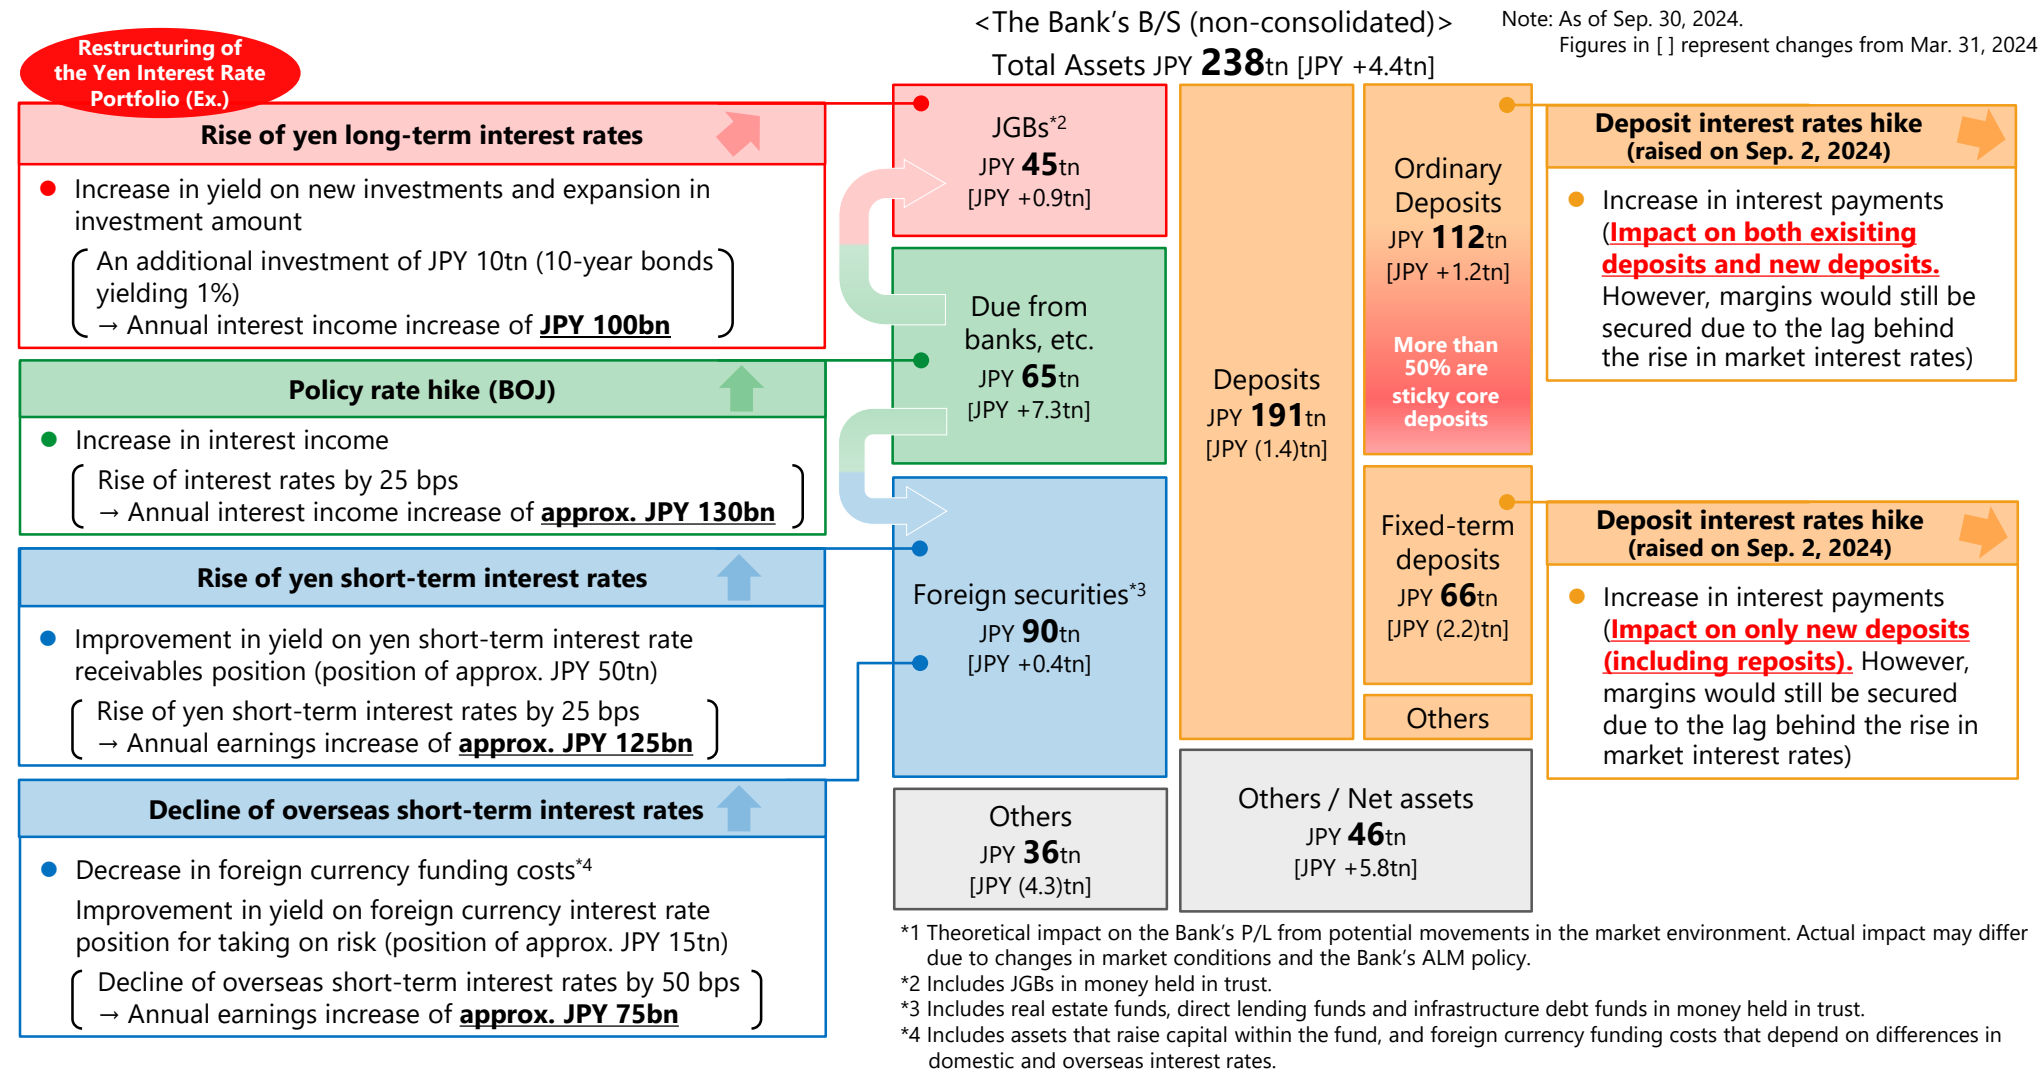 <The Bank's B/S (non-consolidated)>
Total Assets JPY 238tn [JPY +4.4tn]
Note: As of Sep. 30, 2024.
Figures in [ ] represent changes from Mar. 31, 2024
Restructuring of
the Yen Interest Rate
Portfolio (Ex.)
Rise of yen long-term interest rates
Increase in yield on new investments and expansion in
investment amount
An additional investment of JPY 10tn (10-year bonds
yielding 1%)
→ Annual interest income increase of JPY 100bn
Policy rate hike (BOJ)
Increase in interest income
Rise of interest rates by 25 bps
→ Annual interest income increase of approx. JPY 130bn
Rise of yen short-term interest rates
Improvement in yield on yen short-term interest rate
receivables position (position of approx. JPY 50tn)
Rise of yen short-term interest rates by 25 bps
→ Annual earnings increase of approx. JPY 125bn
Decline of overseas short-term interest rates
Decrease in foreign currency funding costs*4
Improvement in yield on foreign currency interest rate
position for taking on risk (position of approx. JPY 15tn)
Decline of overseas short-term interest rates by 50 bps
→ Annual earnings increase of approx. JPY 75bn
JGBs*2
JPY 45tn
[JPY +0.9tn]
Due from
banks, etc.
JPY 65tn
[JPY +7.3tn]
Foreign securities*3
JPY 90tn
[JPY +0.4tn]
Others
JPY 36tn
[JPY (4.3)tn]
Deposits
JPY 191tn
[JPY (1.4)tn]
Ordinary
Deposits
JPY 112tn
[JPY +1.2tn]
More than
50% are
sticky core
deposits
Fixed-term
deposits
JPY 66tn
[JPY (2.2)tn]
Others
Others / Net assets
JPY 46tn
[JPY +5.8tn]
Deposit interest rates hike
(raised on Sep. 2, 2024)
Increase in interest payments
(Impact on both exisiting
deposits and new deposits.
However, margins would still be
secured due to the lag behind
the rise in market interest rates)
Deposit interest rates hike
(raised on Sep. 2, 2024)
Increase in interest payments
(Impact on only new deposits
(including reposits). However,
margins would still be secured
due to the lag behind the rise in
market interest rates)
*1 Theoretical impact on the Bank's P/L from potential movements in the market environment. Actual impact may differ
due to changes in market conditions and the Bank's ALM policy.
*2 Includes JGBs in money held in trust.
*3 Includes real estate funds, direct lending funds and infrastructure debt funds in money held in trust.
*4 Includes assets that raise capital within the fund, and foreign currency funding costs that depend on differences in
domestic and overseas interest rates.